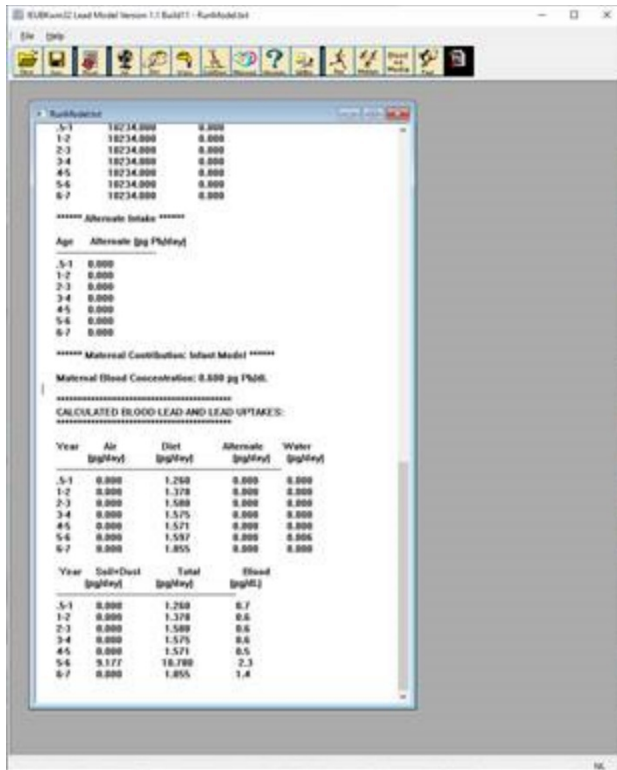 IEUBKwin32 Lead Model Version 1.1 Build11 - RunModel.txt
File Help
RunModel.txt
.5-1 10234.000 0.000
1-2 10234.000 0.000
2-3 10234.000 0.000
3-4 10234.000 0.000
4-5 10234.000 0.000
5-6 10234.000 0.000
6-7 10234.000 0.000
****** Alternate Intake ******
Age Alternate (µg Pb/day)
.5-1 0.000
1-2 0.000
2-3 0.000
3-4 0.000
4-5 0.000
5-6 0.000
6-7 0.000
****** Maternal Contribution: Infant Model ******
Maternal Blood Concentration: 0.600 µg Pb/dL
CALCULATED BLOOD LEAD AND LEAD UPTAKES:
Year Air Diet Alternate Water
(µg/day) (µg/day) (µg/day) (µg/day)
.5-1 0.000 1.260 0.000 0.000
1-2 0.000 1.370 0.000 0.000
2-3 0.000 1.500 0.000 0.000
3-4 0.000 1.575 0.000 0.000
4-5 0.000 1.571 0.000 0.000
5-6 0.000 1.597 0.000 0.006
6-7 0.000 1.855 0.000 0.000
Year Soil+Dust Total Blood
(µg/day) (µg/day) (µg/dL)
.5-1 0.000 1.260 0.7
1-2 0.000 1.370 0.6
2-3 0.000 1.500 0.6
3-4 0.000 1.575 0.6
4-5 0.000 1.571 0.5
5-6 9.177 10.780 2.3
6-7 0.000 1.855 1.4